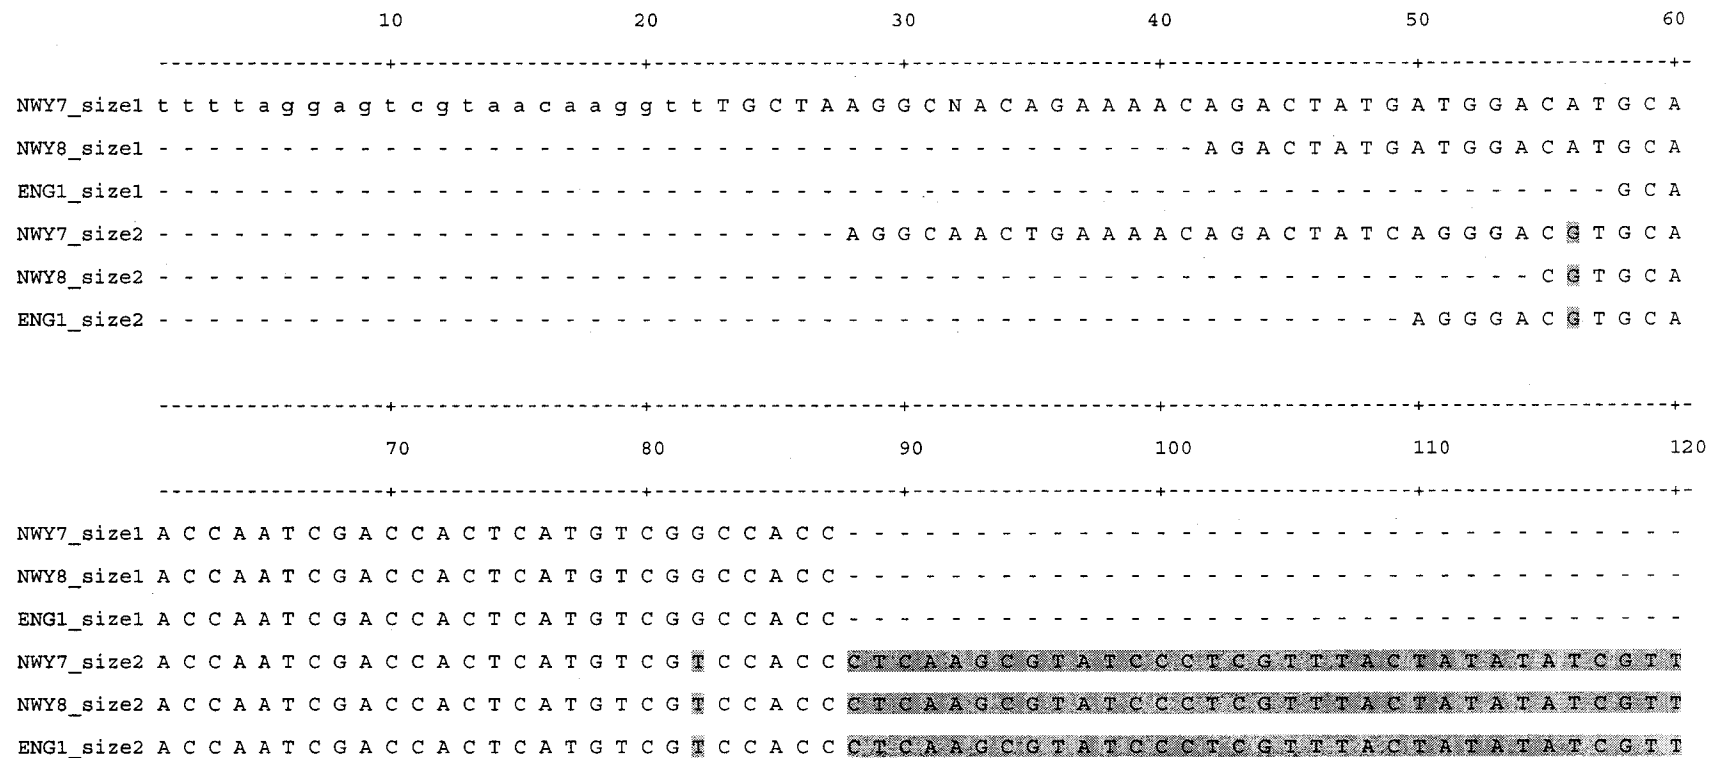 10 20 30 40 50 60
------------------+-------------------+-------------------+-------------------+-------------------+-------------------+-
NWY7_size1 t t t t a g g a g t c g t a a c a a g g t t T G C T A A G G C N A C A G A A A A C A G A C T A T G A T G G A C A T G C A
NWY8_size1 - - - - - - - - - - - - - - - - - - - - - - - - - - - - - - - - - - - - - - - - - A G A C T A T G A T G G A C A T G C A
ENG1_size1 - - - - - - - - - - - - - - - - - - - - - - - - - - - - - - - - - - - - - - - - - - - - - - - - - - - - - - - - - G C A
NWY7_size2 - - - - - - - - - - - - - - - - - - - - - - - - - - - A G G C A A C T G A A A A C A G A C T A T C A G G G A C G T G C A
NWY8_size2 - - - - - - - - - - - - - - - - - - - - - - - - - - - - - - - - - - - - - - - - - - - - - - - - - - - - - - C G T G C A
ENG1_size2 - - - - - - - - - - - - - - - - - - - - - - - - - - - - - - - - - - - - - - - - - - - - - - - - - A G G G A C G T G C A
------------------+-------------------+-------------------+-------------------+-------------------+-------------------+-
70 80 90 100 110 120
------------------+-------------------+-------------------+-------------------+-------------------+-------------------+-
NWY7_size1 A C C A A T C G A C C A C T C A T G T C G G C C A C C - - - - - - - - - - - - - - - - - - - - - - - - - - - - - - - - -
NWY8_size1 A C C A A T C G A C C A C T C A T G T C G G C C A C C - - - - - - - - - - - - - - - - - - - - - - - - - - - - - - - - -
ENG1_size1 A C C A A T C G A C C A C T C A T G T C G G C C A C C - - - - - - - - - - - - - - - - - - - - - - - - - - - - - - - - -
NWY7_size2 A C C A A T C G A C C A C T C A T G T C G T C C A C C C T C A A G C G T A T C C C T C G T T T A C T A T A T A T C G T T
NWY8_size2 A C C A A T C G A C C A C T C A T G T C G T C C A C C C T C A A G C G T A T C C C T C G T T T A C T A T A T A T C G T T
ENG1_size2 A C C A A T C G A C C A C T C A T G T C G T C C A C C C T C A A G C G T A T C C C T C G T T T A C T A T A T A T C G T T